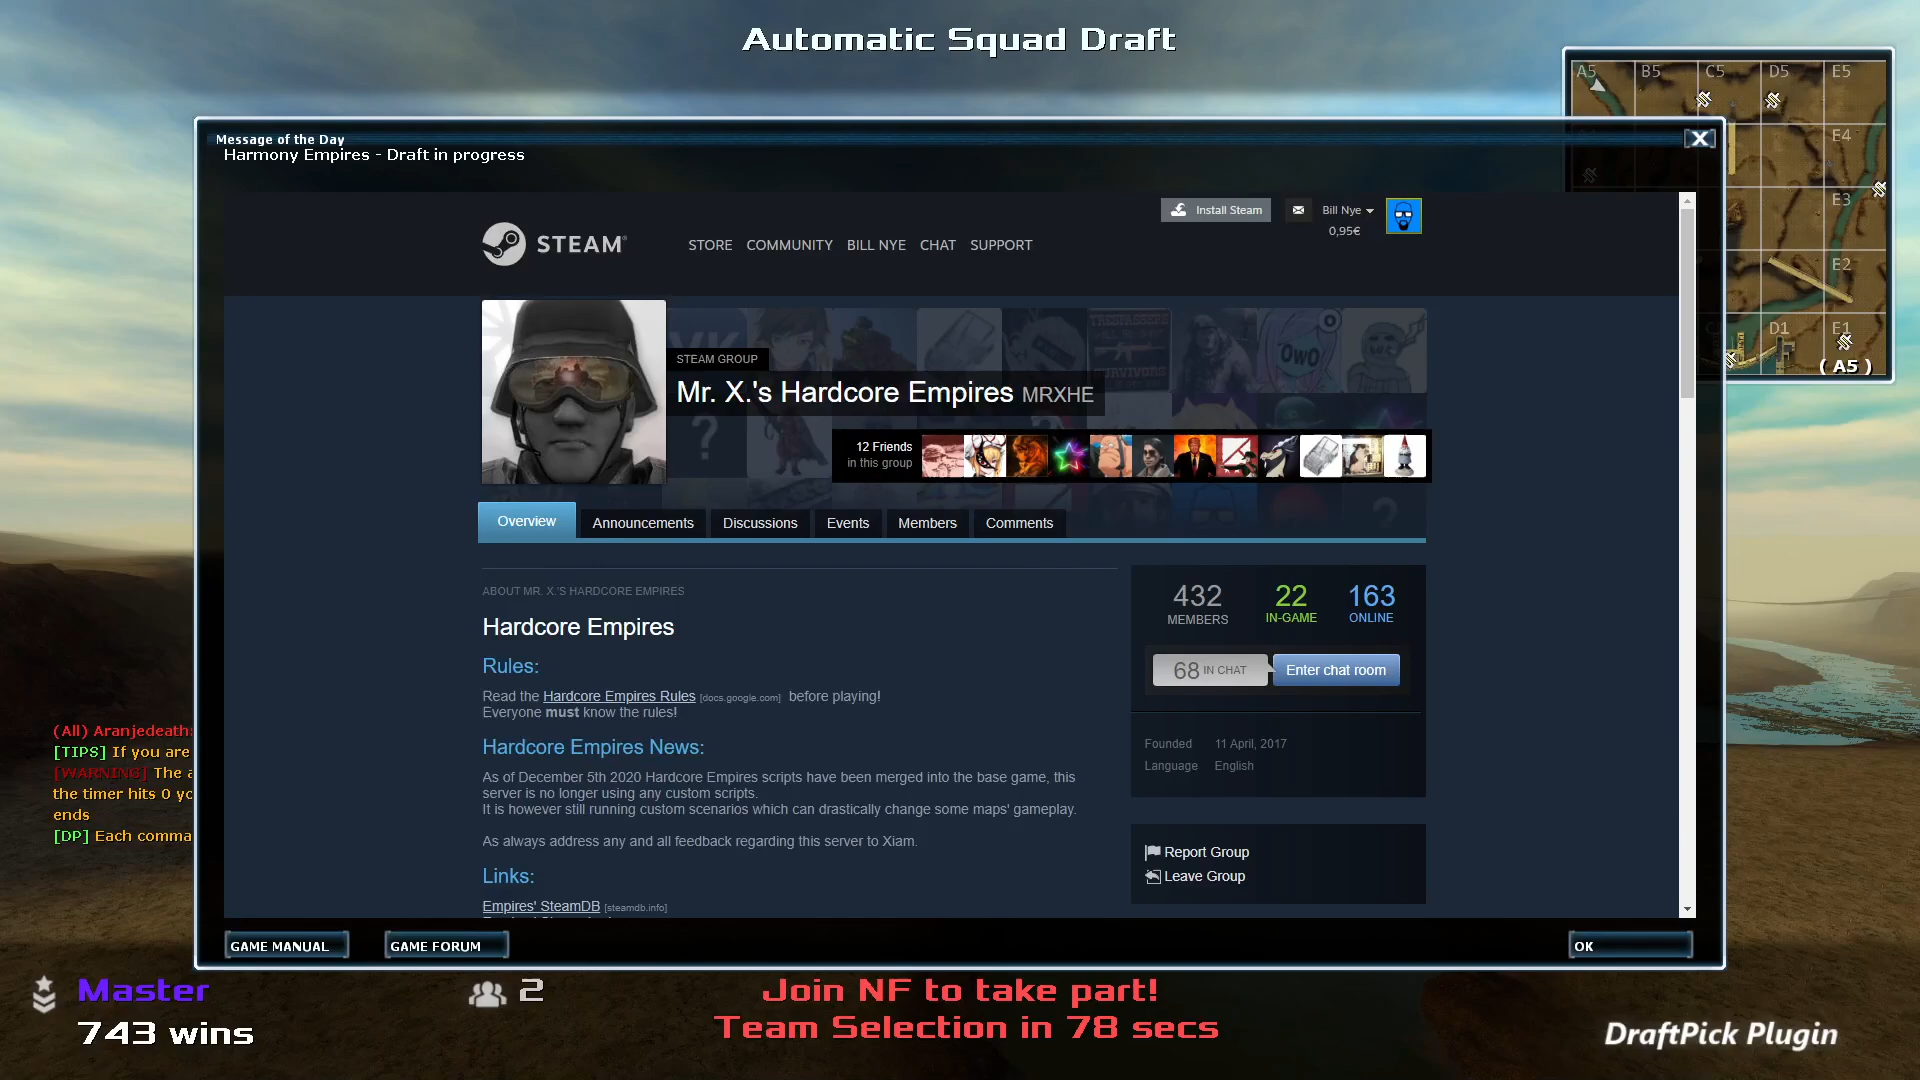 Automatic Squad Draft
Message of the Day
Harmony Empires - Draft in progress
X
A5 B5 C5 D5 E5
E4
E3
E2
D1 E1
( A5 )
Install Steam
Bill Nye
0,95€
STEAM
STORE COMMUNITY BILL NYE CHAT SUPPORT
STEAM GROUP
Mr. X.'s Hardcore Empires MRXHE
TRESPASSERS
SURVIVORS
OWO
12 Friends
in this group
Overview Announcements Discussions Events Members Comments
ABOUT MR. X.'S HARDCORE EMPIRES
Hardcore Empires
Rules:
Read the Hardcore Empires Rules [docs.google.com] before playing!
Everyone must know the rules!
Hardcore Empires News:
As of December 5th 2020 Hardcore Empires scripts have been merged into the base game, this
server is no longer using any custom scripts.
It is however still running custom scenarios which can drastically change some maps' gameplay.
As always address any and all feedback regarding this server to Xiam.
Links:
Empires' SteamDB [steamdb.info]
432 22 163
MEMBERS IN-GAME ONLINE
68 IN CHAT Enter chat room
Founded 11 April, 2017
Language English
Report Group
Leave Group
(All) Aranjedeath:
[TIPS] If you are
[WARNING] The a
the timer hits 0 yo
ends
[DP] Each comma
GAME MANUAL GAME FORUM OK
Master
743 wins
2
Join NF to take part!
Team Selection in 78 secs
DraftPick Plugin